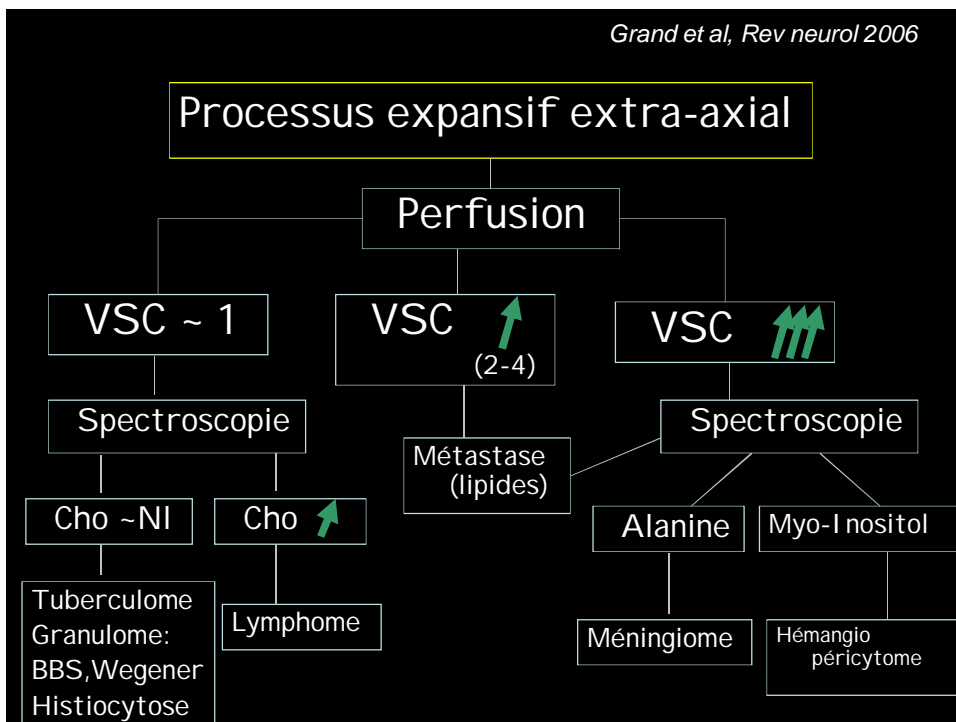 Grand et al, Rev neurol 2006
Processus expansif extra-axial
Perfusion
VSC ~ 1
VSC
(2-4)
VSC
Spectroscopie
Métastase
(lipides)
Spectroscopie
Cho ~Nl
Cho
Alanine
Myo-Inositol
Tuberculome
Granulome:
BBS,Wegener
Histiocytose
Lymphome
Méningiome
Hémangio
péricytome